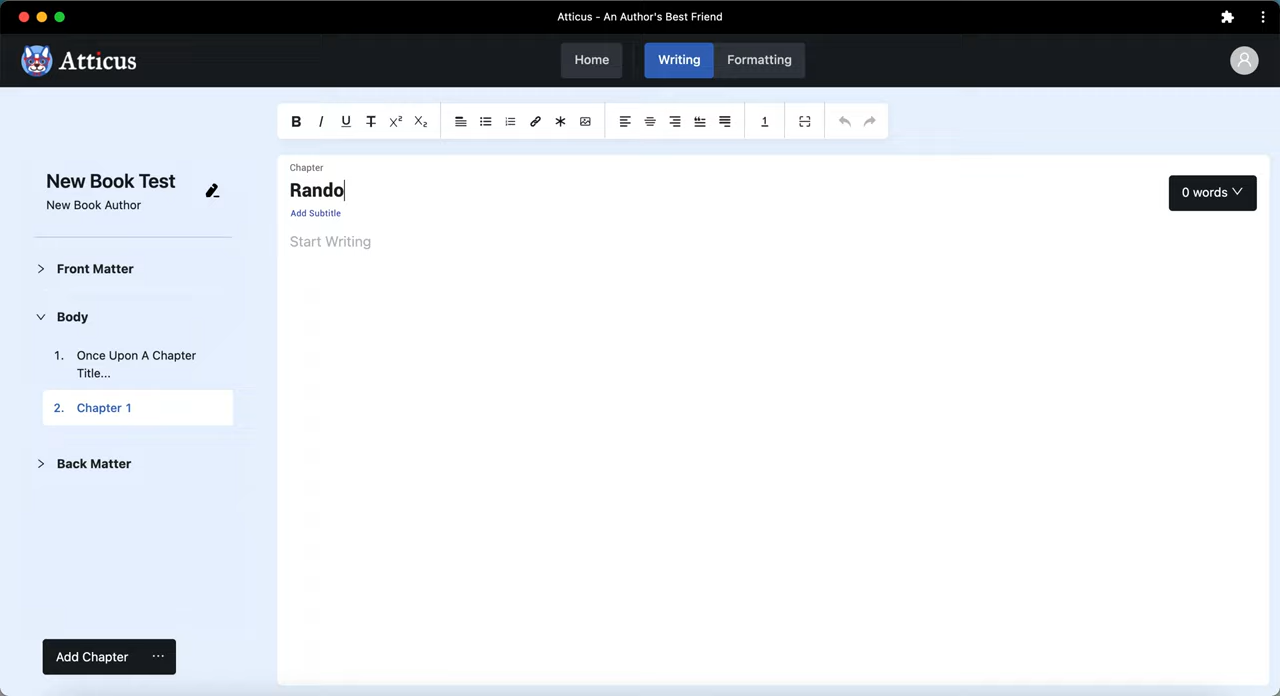 Atticus - An Author's Best Friend
Atticus
Home
Writing
Formatting
B I U T X² X₂
1
New Book Test
New Book Author
Front Matter
Body
1. Once Upon A Chapter
Title...
2. Chapter 1
Back Matter
Add Chapter ...
Chapter
Rando
Add Subtitle
Start Writing
0 words